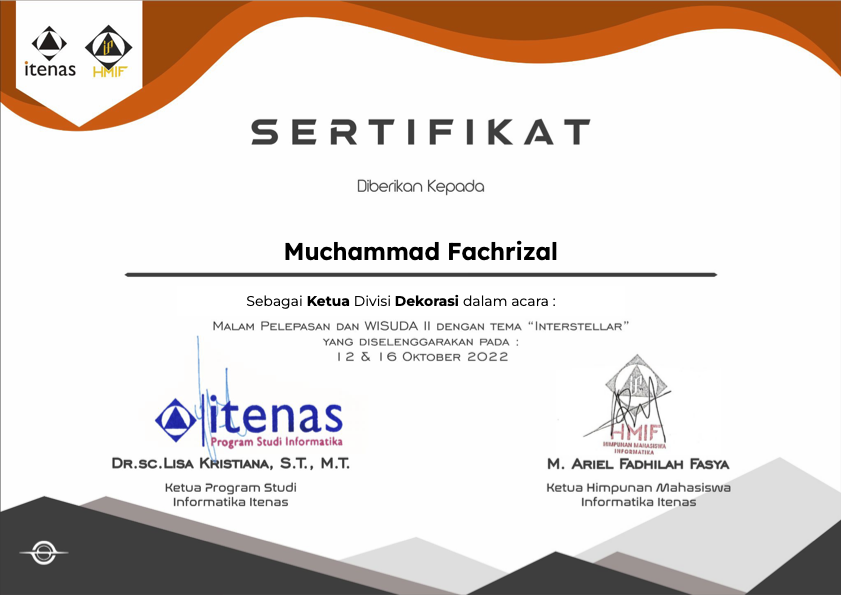 itenas
HMIF
SERTIFIKAT
Diberikan Kepada
Muchammad Fachrizal
Sebagai Ketua Divisi Dekorasi dalam acara :
Malam Pelepasan dan WISUDA II dengan tema “Interstellar”
yang diselenggarakan pada :
12 & 16 Oktober 2022
itenas
Program Studi Informatika
HMIF
HIMPUNAN MAHASISWA
INFORMATIKA
Dr.sc.Lisa Kristiana, S.T., M.T.
M. Ariel Fadhilah Fasya
Ketua Program Studi
Informatika Itenas
Ketua Himpunan Mahasiswa
Informatika Itenas